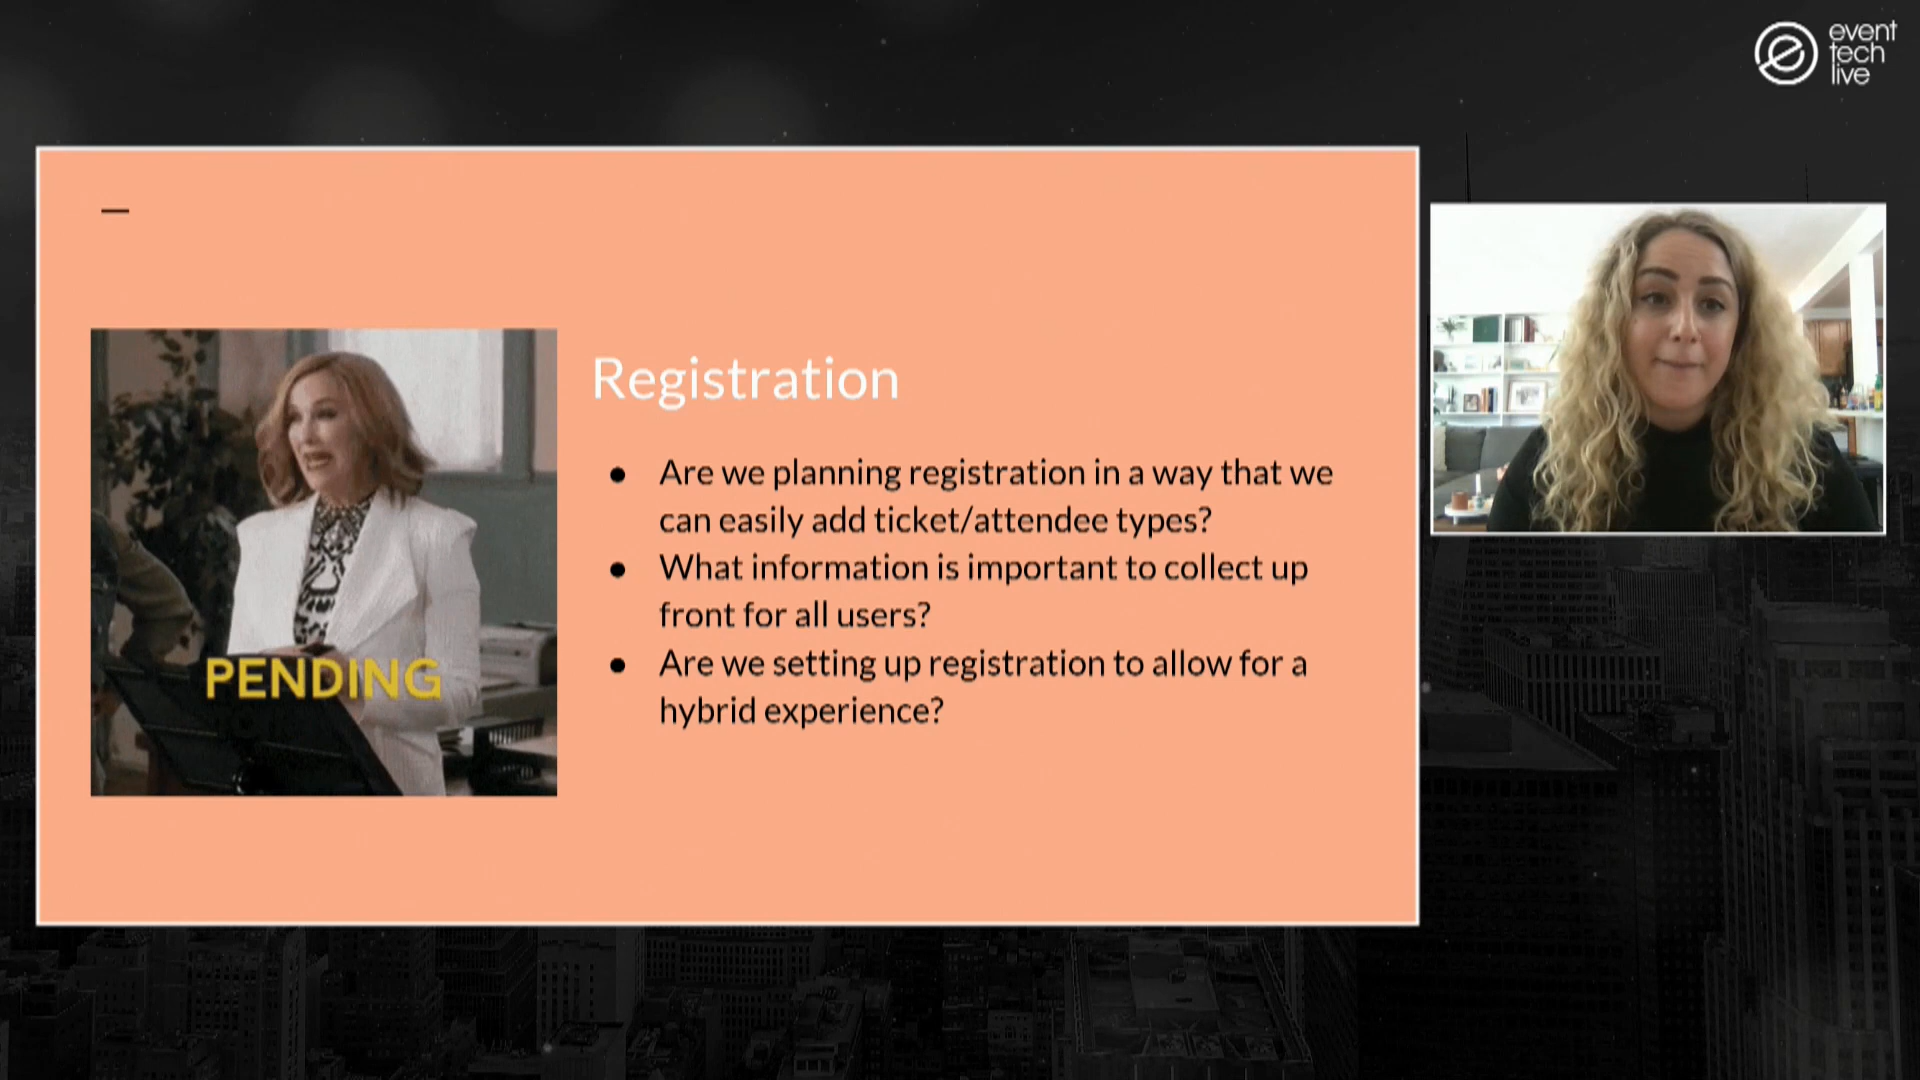 event
tech
live
Registration
● Are we planning registration in a way that we
can easily add ticket/attendee types?
● What information is important to collect up
front for all users?
● Are we setting up registration to allow for a
hybrid experience?
PENDING